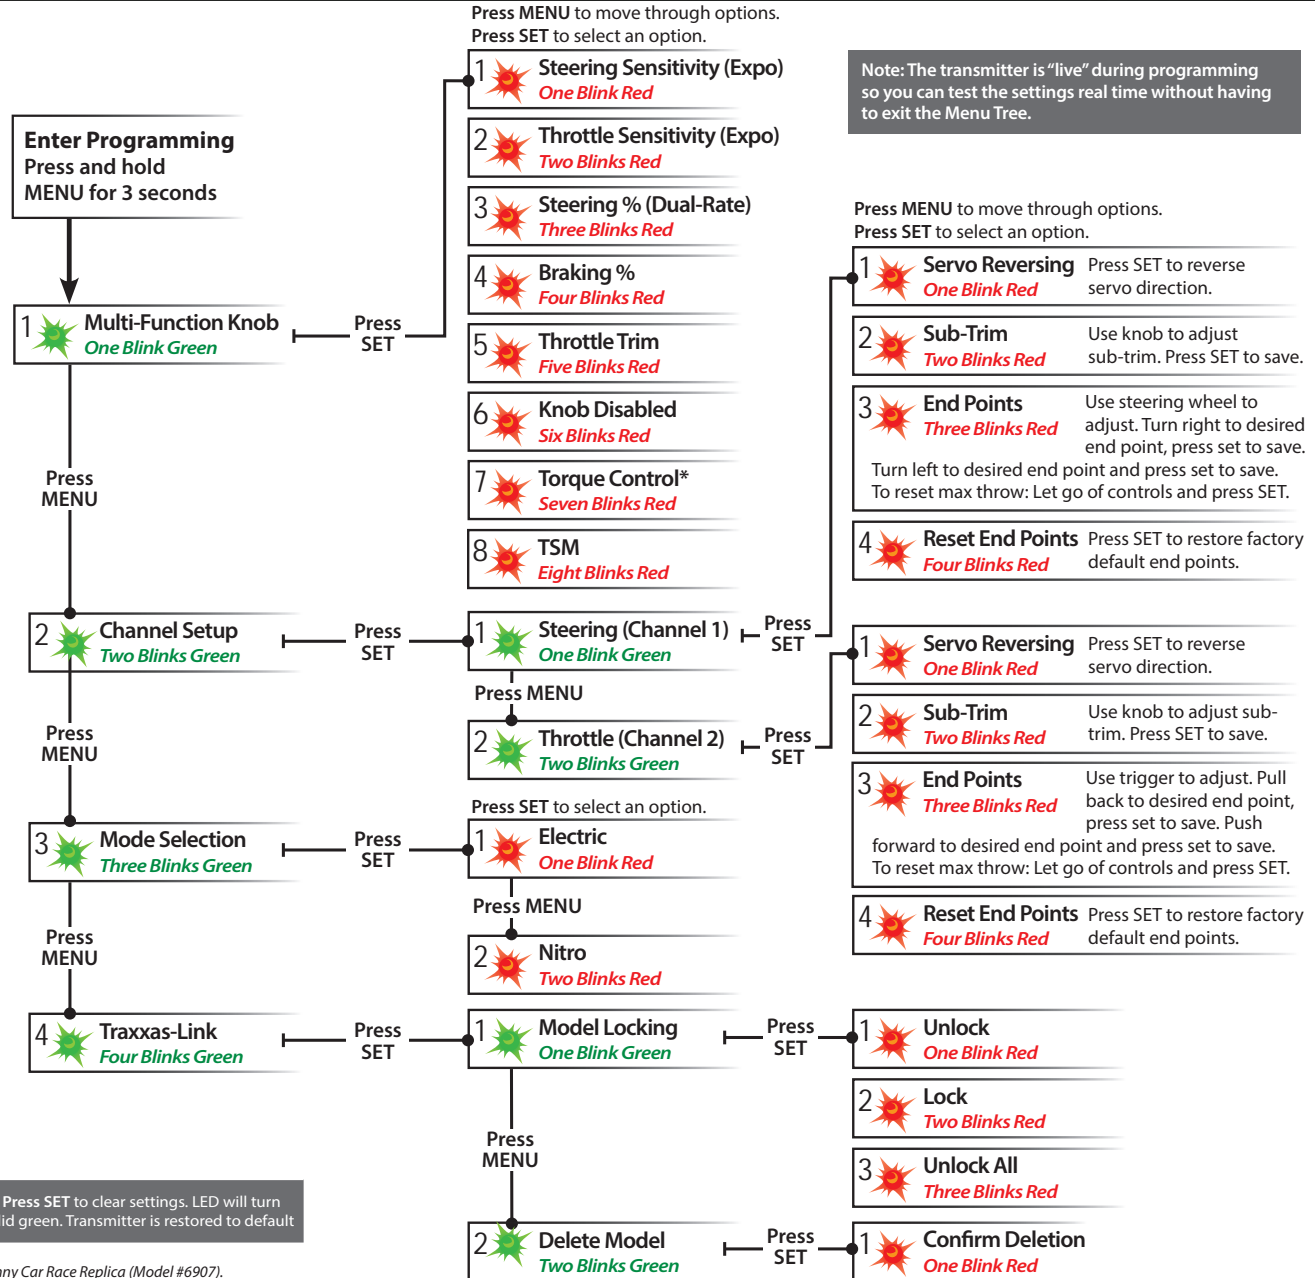 Press MENU to move through options.
Press SET to select an option.
Note: The transmitter is “live” during programming
so you can test the settings real time without having
to exit the Menu Tree.
Enter Programming
Press and hold
MENU for 3 seconds
1 Multi-Function Knob
One Blink Green
Press
SET
1 Steering Sensitivity (Expo)
One Blink Red
2 Throttle Sensitivity (Expo)
Two Blinks Red
3 Steering % (Dual-Rate)
Three Blinks Red
4 Braking %
Four Blinks Red
5 Throttle Trim
Five Blinks Red
6 Knob Disabled
Six Blinks Red
7 Torque Control*
Seven Blinks Red
8 TSM
Eight Blinks Red
Press
MENU
2 Channel Setup
Two Blinks Green
Press
SET
1 Steering (Channel 1)
One Blink Green
Press
SET
Press MENU to move through options.
Press SET to select an option.
1 Servo Reversing Press SET to reverse
One Blink Red servo direction.
2 Sub-Trim Use knob to adjust
Two Blinks Red sub-trim. Press SET to save.
3 End Points Use steering wheel to
Three Blinks Red adjust. Turn right to desired
end point, press set to save.
Turn left to desired end point and press set to save.
To reset max throw: Let go of controls and press SET.
4 Reset End Points Press SET to restore factory
Four Blinks Red default end points.
Press MENU
2 Throttle (Channel 2)
Two Blinks Green
Press
SET
1 Servo Reversing Press SET to reverse
One Blink Red servo direction.
2 Sub-Trim Use knob to adjust sub-
Two Blinks Red trim. Press SET to save.
3 End Points Use trigger to adjust. Pull
Three Blinks Red back to desired end point,
press set to save. Push
forward to desired end point and press set to save.
To reset max throw: Let go of controls and press SET.
4 Reset End Points Press SET to restore factory
Four Blinks Red default end points.
Press
MENU
3 Mode Selection
Three Blinks Green
Press
SET
Press SET to select an option.
1 Electric
One Blink Red
Press MENU
2 Nitro
Two Blinks Red
Press
MENU
4 Traxxas-Link
Four Blinks Green
Press
SET
1 Model Locking
One Blink Green
Press
SET
1 Unlock
One Blink Red
2 Lock
Two Blinks Red
3 Unlock All
Three Blinks Red
Press
MENU
2 Delete Model
Two Blinks Green
Press
SET
1 Confirm Deletion
One Blink Red
Press SET to clear settings. LED will turn
green. Transmitter is restored to default
Car Race Replica (Model #6907).